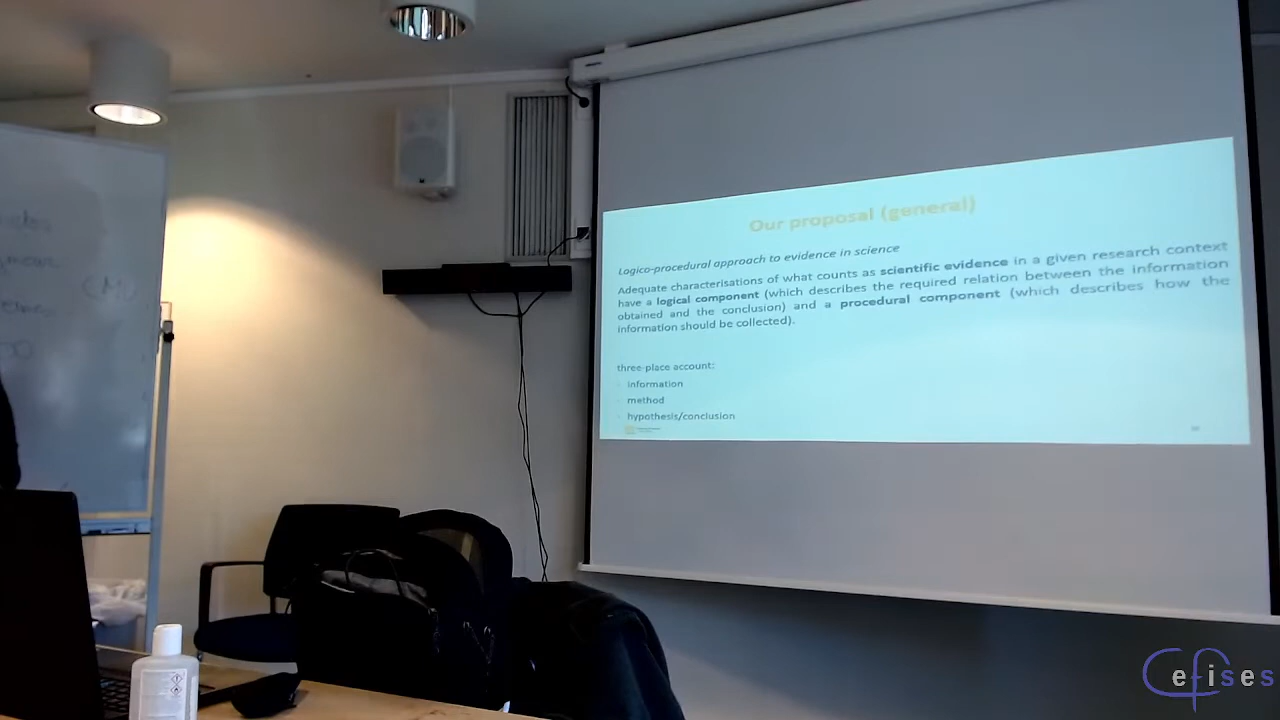 Our proposal (general)
Logico-procedural approach to evidence in science
Adequate characterisations of what counts as scientific evidence in a given research context
have a logical component (which describes the required relation between the information
obtained and the conclusion) and a procedural component (which describes how the
information should be collected).
three-place account:
information
method
hypothesis/conclusion
efises